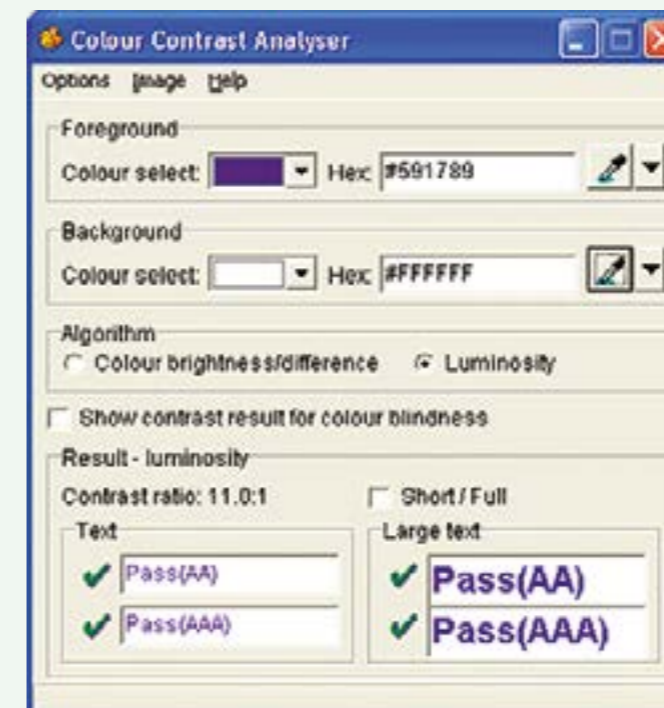 Colour Contrast Analyser
Options Image Help
Foreground
Colour select: Hex: #591789
Background
Colour select: Hex: #FFFFFF
Algorithm
Colour brightness/difference Luminosity
Show contrast result for colour blindness
Result - luminosity
Contrast ratio: 11.0:1 Short / Full
Text Large text
Pass(AA) Pass(AA)
Pass(AAA) Pass(AAA)